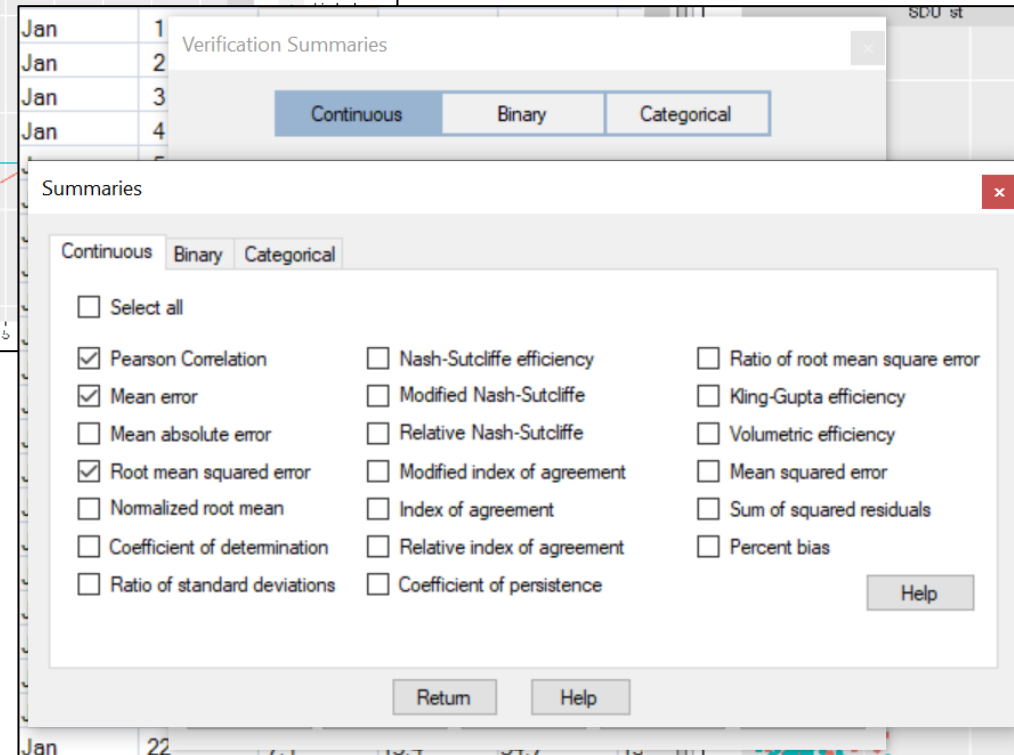 SDU st
Jan 1
Verification Summaries
Jan 2
Jan 3
Continuous Binary Categorical
Jan 4
Summaries
Continuous Binary Categorical
Select all
Pearson Correlation Nash-Sutcliffe efficiency Ratio of root mean square error
Mean error Modified Nash-Sutcliffe Kling-Gupta efficiency
Mean absolute error Relative Nash-Sutcliffe Volumetric efficiency
Root mean squared error Modified index of agreement Mean squared error
Normalized root mean Index of agreement Sum of squared residuals
Coefficient of determination Relative index of agreement Percent bias
Ratio of standard deviations Coefficient of persistence
Help
Return Help
Jan 22